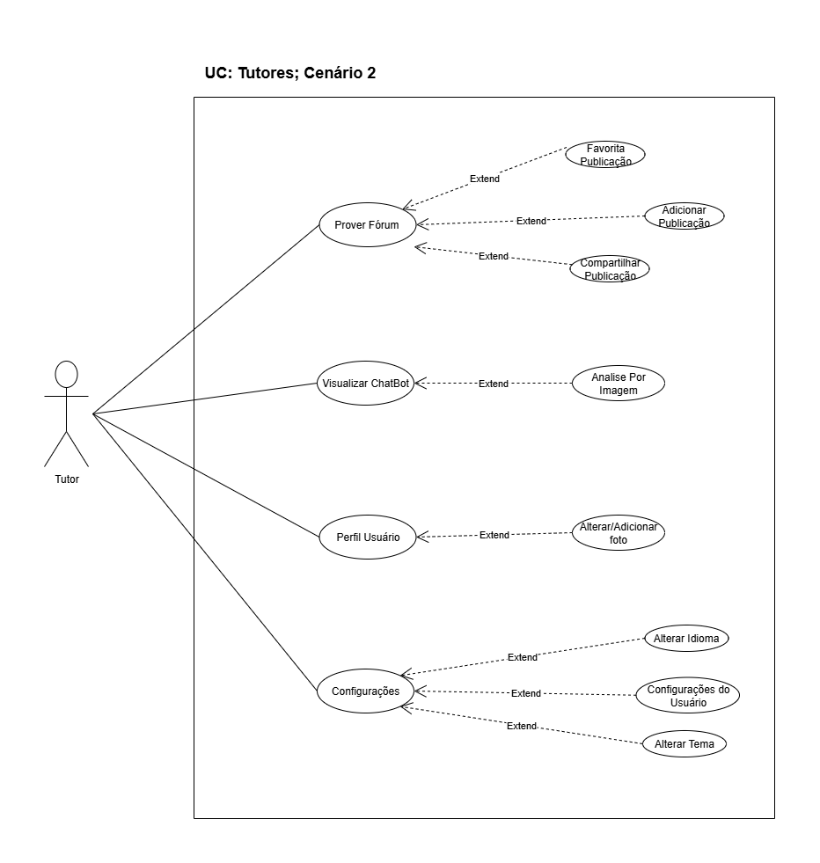 UC: Tutores; Cenário 2
Favorita
Publicação
Extend
Adicionar
Publicação
Extend
Prover Fórum
Extend
Compartilhar
Publicação
Visualizar ChatBot
Extend
Analise Por
Imagem
Tutor
Perfil Usuário
Extend
Alterar/Adicionar
foto
Alterar Idioma
Extend
Configurações
Extend
Configurações do
Usuário
Extend
Alterar Tema